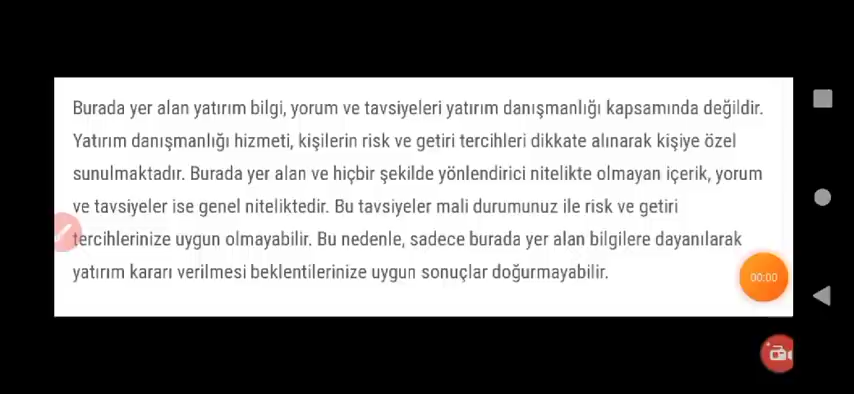 Burada yer alan yatırım bilgi, yorum ve tavsiyeleri yatırım danışmanlığı kapsamında değildir.
Yatırım danışmanlığı hizmeti, kişilerin risk ve getiri tercihleri dikkate alınarak kişiye özel
sunulmaktadır. Burada yer alan ve hiçbir şekilde yönlendirici nitelikte olmayan içerik, yorum
ve tavsiyeler ise genel niteliktedir. Bu tavsiyeler mali durumunuz ile risk ve getiri
tercihlerinize uygun olmayabilir. Bu nedenle, sadece burada yer alan bilgilere dayanılarak
yatırım kararı verilmesi beklentilerinize uygun sonuçlar doğurmayabilir.
00:00